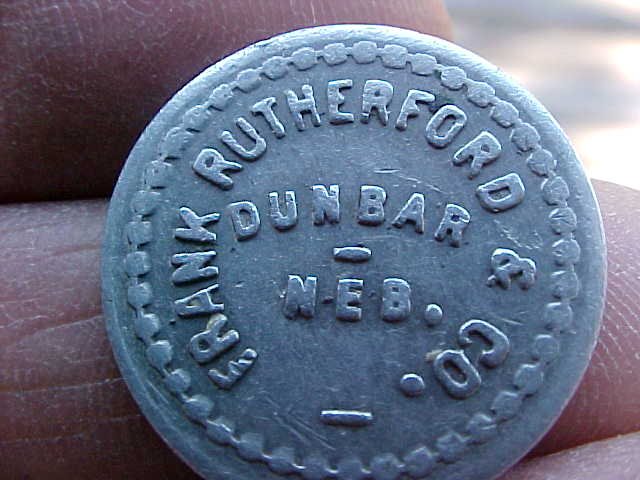 FRANK RUTHERFORD & CO.
DUNBAR
NEB.